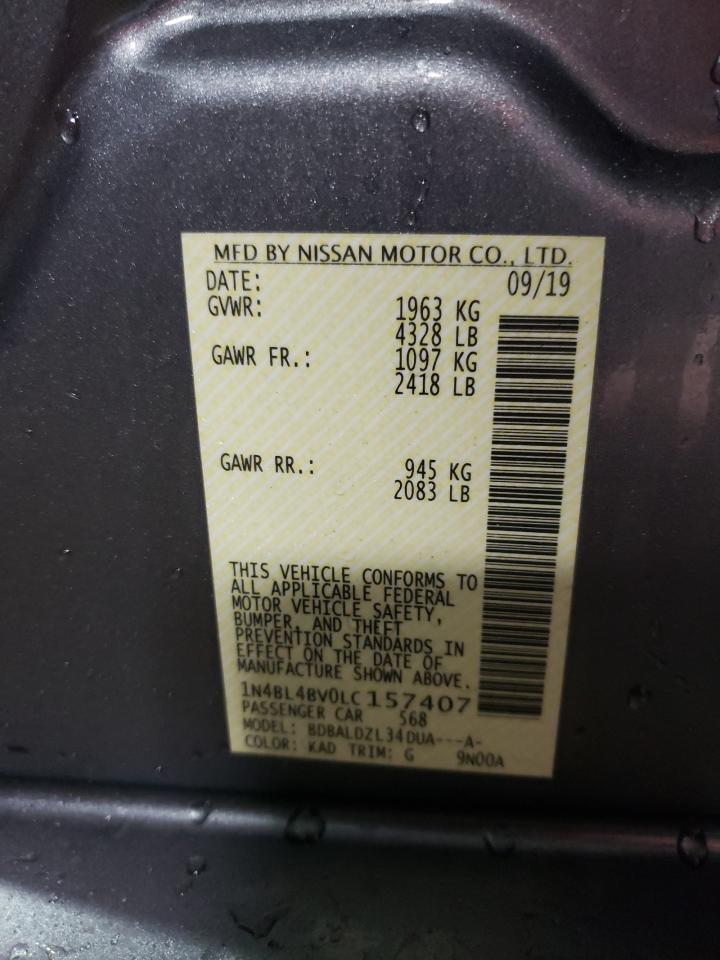 MFD BY NISSAN MOTOR CO., LTD.
DATE: 09/19
GVWR: 1963 KG
4328 LB
GAWR FR.: 1097 KG
2418 LB
GAWR RR.: 945 KG
2083 LB
THIS VEHICLE CONFORMS TO
ALL APPLICABLE FEDERAL
MOTOR VEHICLE SAFETY,
BUMPER, AND THEFT
PREVENTION STANDARDS IN
EFFECT ON THE DATE OF
MANUFACTURE SHOWN ABOVE.
1N4BL4BV0LC157407
PASSENGER CAR 568
MODEL: BDBALDZL34DUA---A-
COLOR: KAD TRIM: G 9N00A